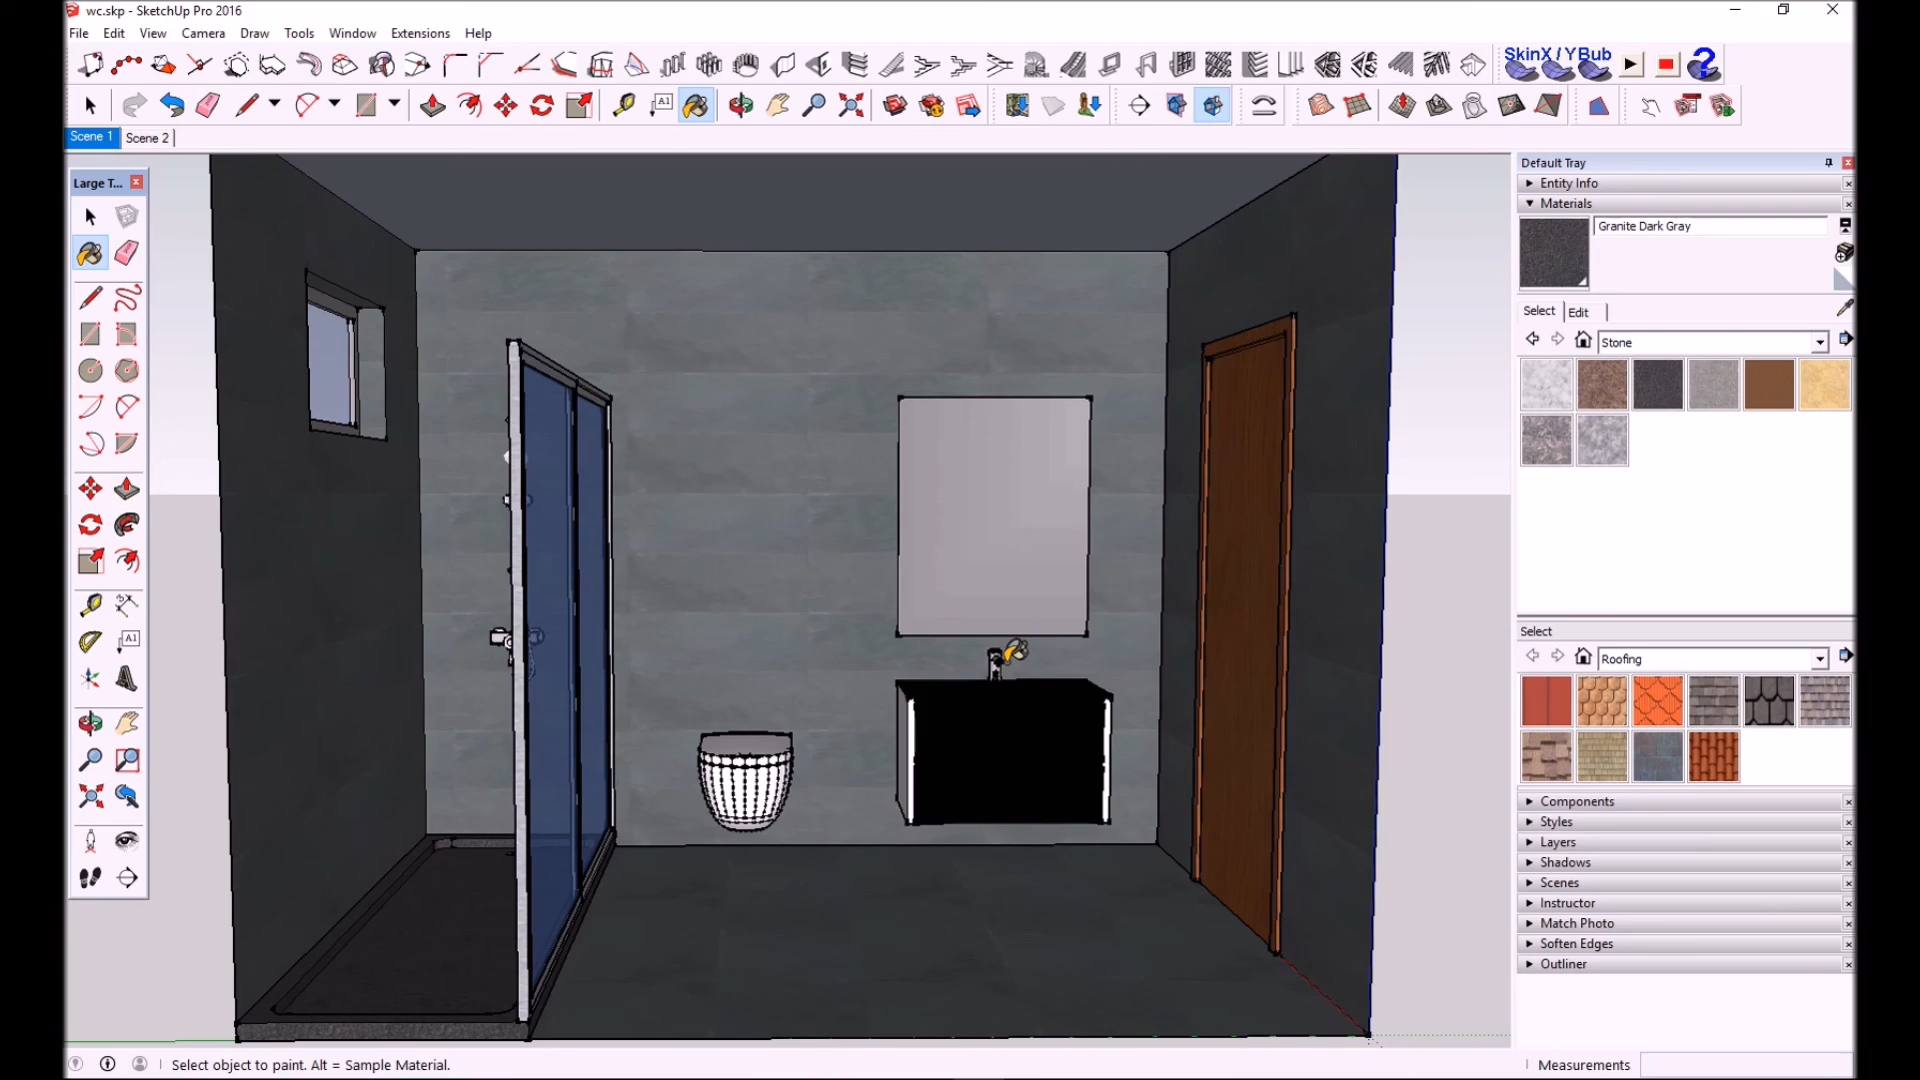 wc.skp - SketchUp Pro 2016
File Edit View Camera Draw Tools Window Extensions Help
SkinX / YBub
?
A1
Scene 1 Scene 2
Large T...
A1
Default Tray
Entity Info
Materials
Granite Dark Gray
Select Edit
Stone
Select
Roofing
Components
Styles
Layers
Shadows
Scenes
Instructor
Match Photo
Soften Edges
Outliner
Select object to paint. Alt = Sample Material.
Measurements